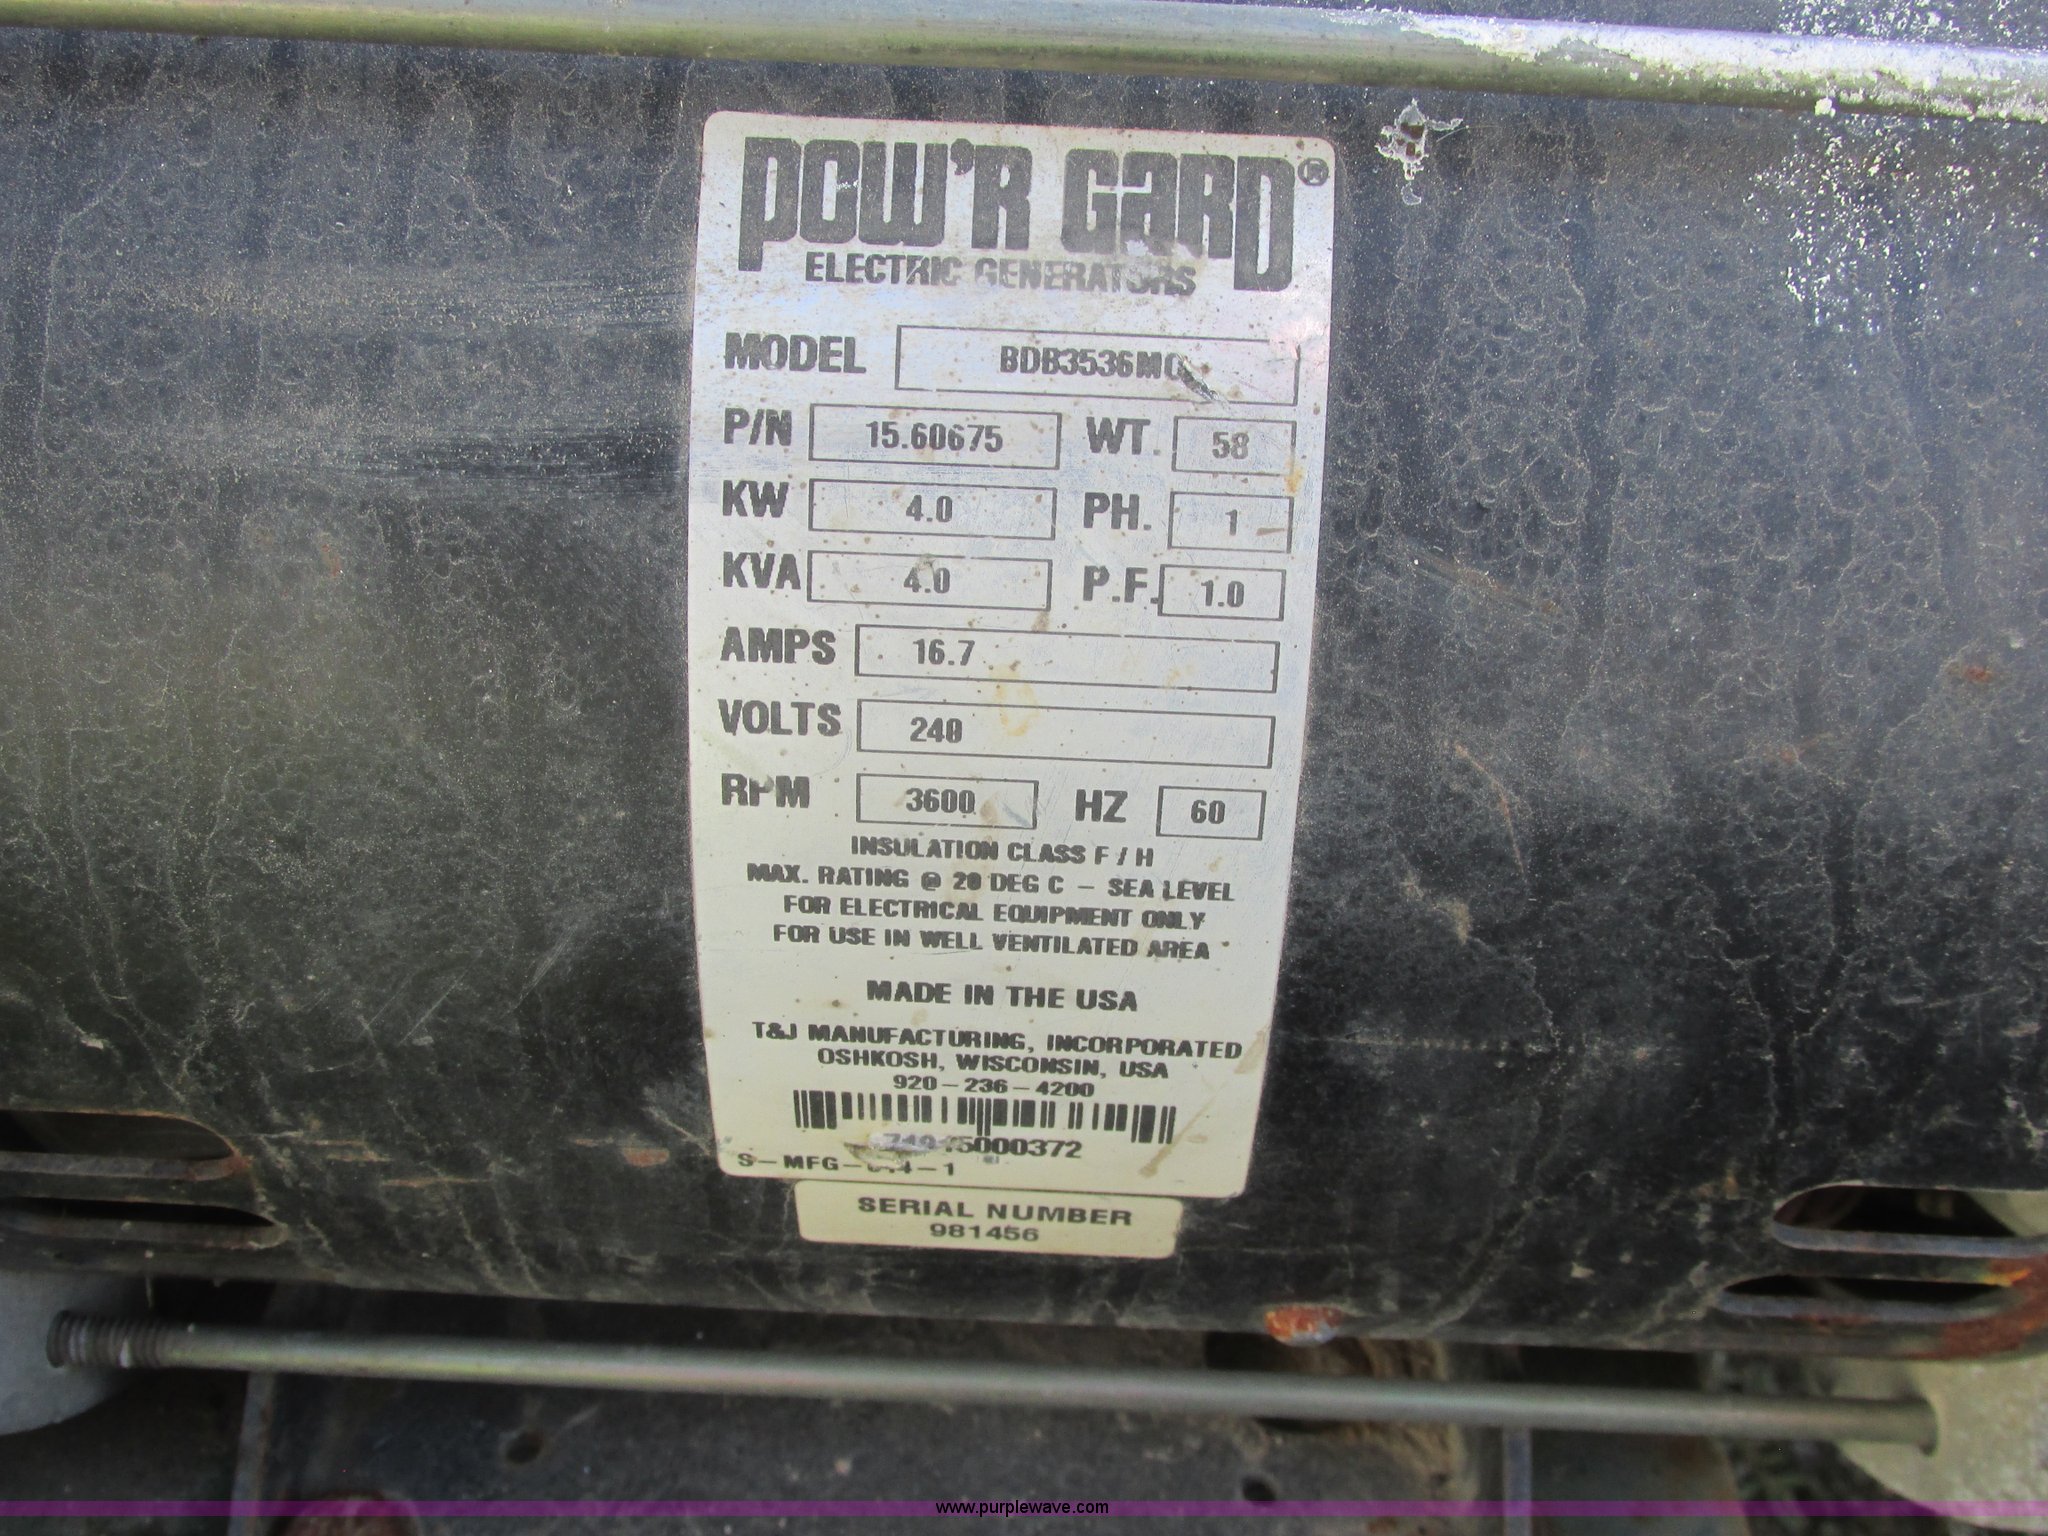 POW'R GARD®
ELECTRIC GENERATORS
MODEL BDB3536MO
P/N 15.60675 WT. 58
KW 4.0 PH. 1
KVA 4.0 P.F. 1.0
AMPS 16.7
VOLTS 240
RPM 3600 HZ 60
INSULATION CLASS F / H
MAX. RATING @ 20 DEG C - SEA LEVEL
FOR ELECTRICAL EQUIPMENT ONLY
FOR USE IN WELL VENTILATED AREA
MADE IN THE USA
T&J MANUFACTURING, INCORPORATED
OSHKOSH, WISCONSIN, USA
920-236-4200
SERIAL NUMBER
981456
www.purplewave.com